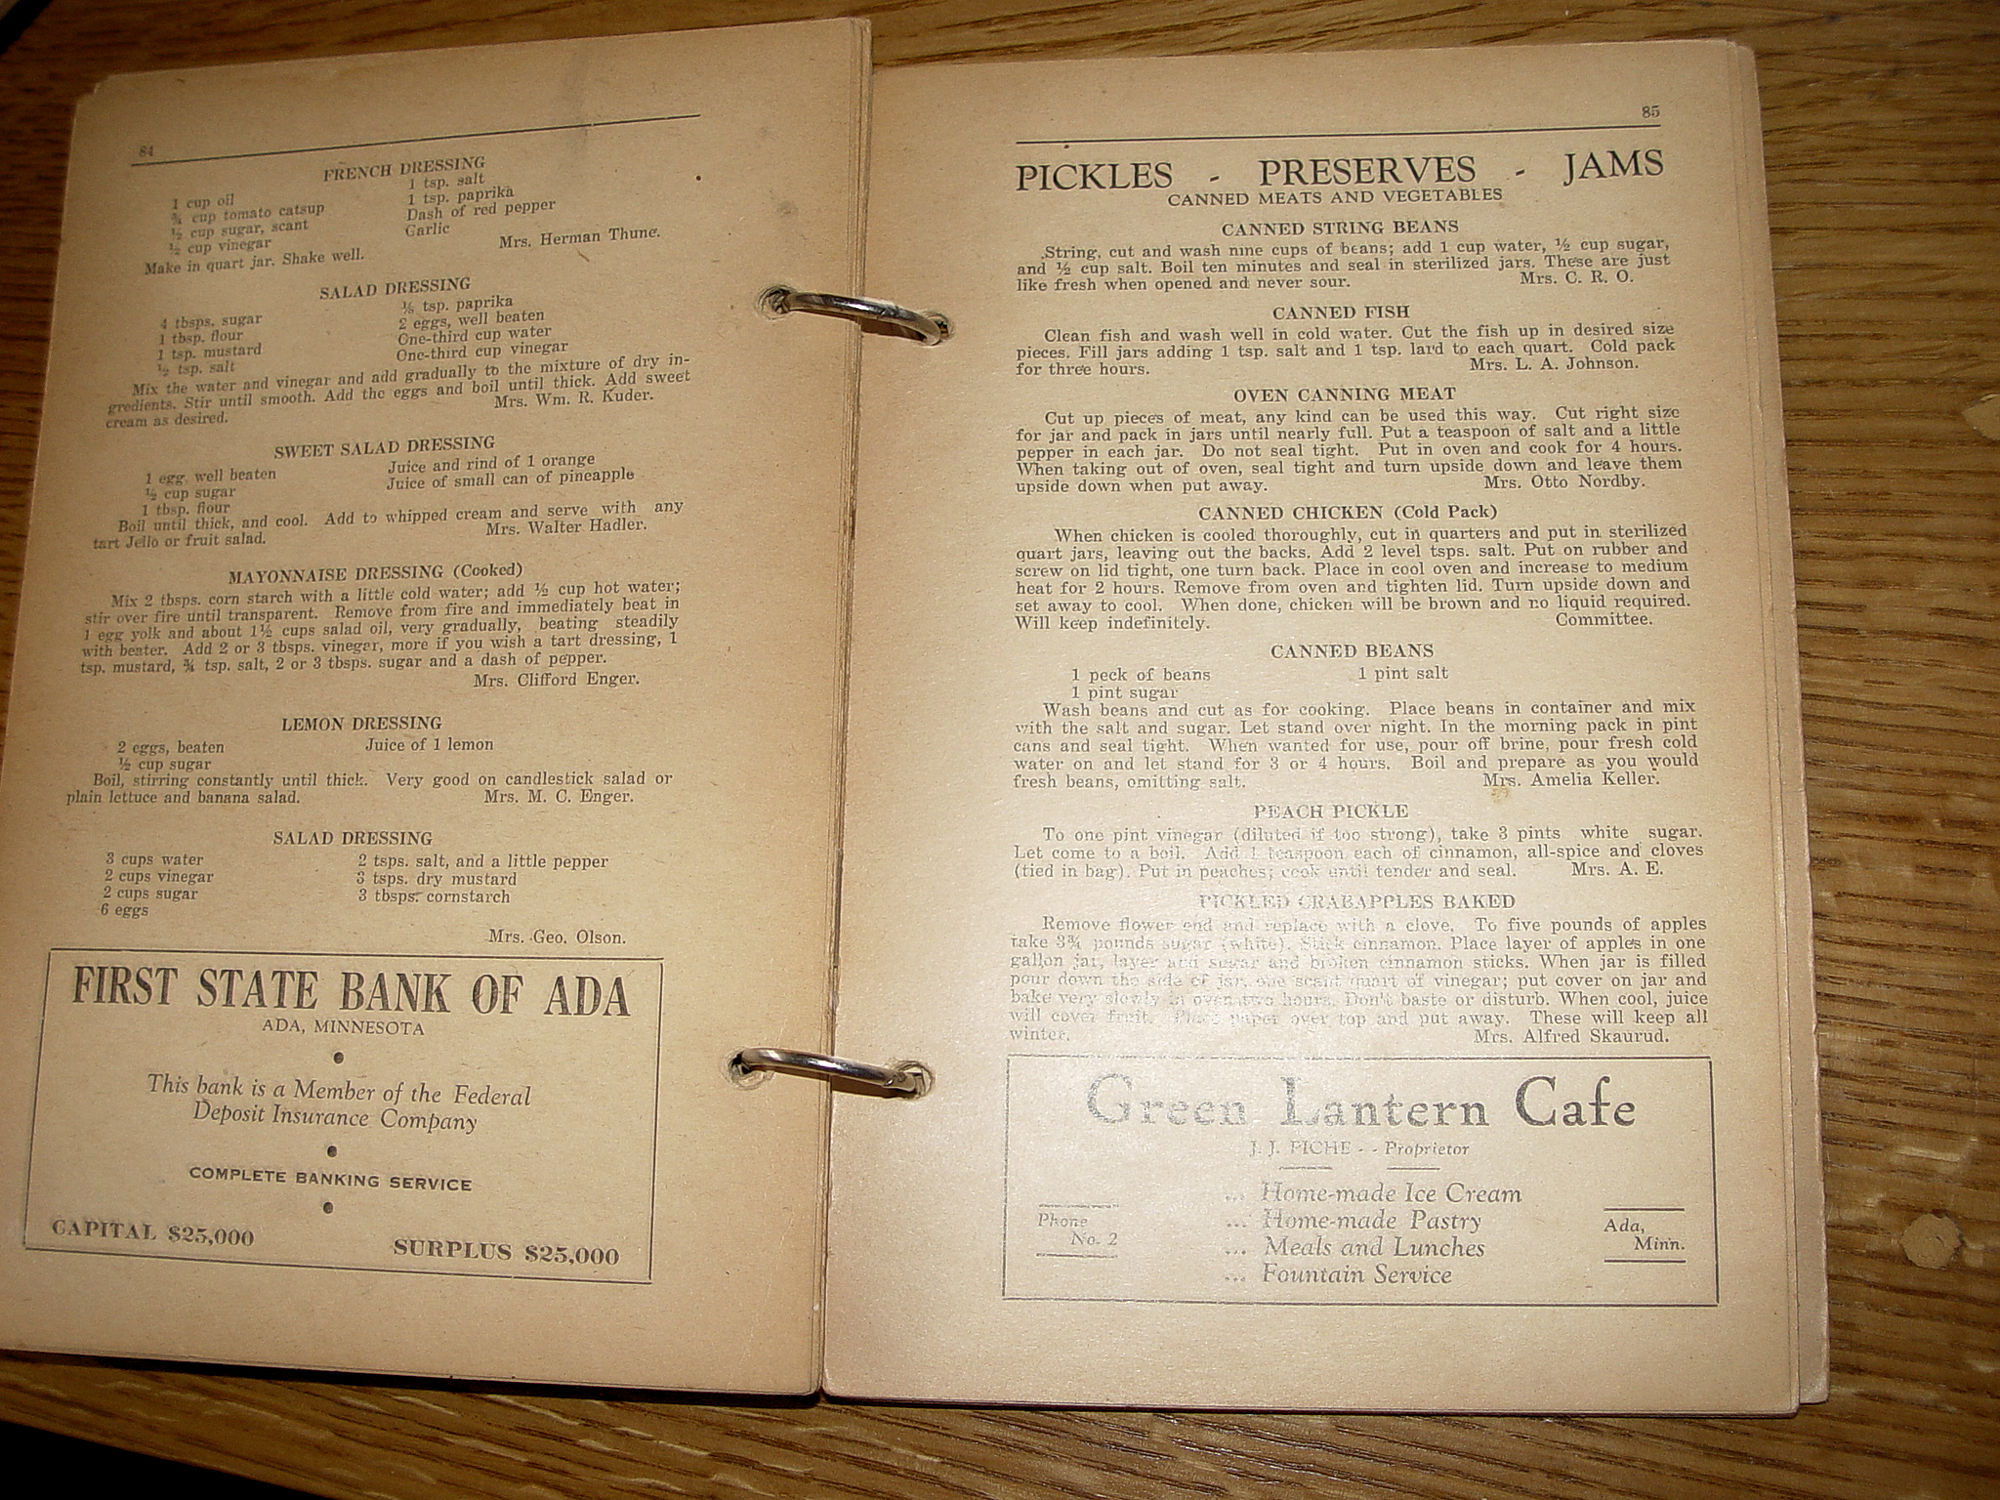 84
FRENCH DRESSING
1 cup oil
¾ cup tomato catsup
½ cup sugar, scant
½ cup vinegar
1 tsp. salt
1 tsp. paprika
Dash of red pepper
Garlic
Make in quart jar. Shake well.
Mrs. Herman Thune.
SALAD DRESSING
4 tbsps. sugar
1 tbsp. flour
1 tsp. mustard
½ tsp. salt
⅛ tsp. paprika
2 eggs, well beaten
One-third cup water
One-third cup vinegar
Mix the water and vinegar and add gradually to the mixture of dry in-
gredients. Stir until smooth. Add the eggs and boil until thick. Add sweet
cream as desired.
Mrs. Wm. R. Kuder.
SWEET SALAD DRESSING
1 egg well beaten
½ cup sugar
1 tbsp. flour
Juice and rind of 1 orange
Juice of small can of pineapple
Boil until thick, and cool. Add to whipped cream and serve with any
tart Jello or fruit salad.
Mrs. Walter Hadler.
MAYONNAISE DRESSING (Cooked)
Mix 2 tbsps. corn starch with a little cold water; add ½ cup hot water;
stir over fire until transparent. Remove from fire and immediately beat in
1 egg yolk and about 1½ cups salad oil, very gradually, beating steadily
with beater. Add 2 or 3 tbsps. vinegar, more if you wish a tart dressing, 1
tsp. mustard, ¾ tsp. salt, 2 or 3 tbsps. sugar and a dash of pepper.
Mrs. Clifford Enger.
LEMON DRESSING
2 eggs, beaten
½ cup sugar
Juice of 1 lemon
Boil, stirring constantly until thick. Very good on candlestick salad or
plain lettuce and banana salad.
Mrs. M. C. Enger.
SALAD DRESSING
3 cups water
2 cups vinegar
2 cups sugar
6 eggs
2 tsps. salt, and a little pepper
3 tsps. dry mustard
3 tbsps. cornstarch
Mrs. Geo. Olson.
FIRST STATE BANK OF ADA
ADA, MINNESOTA
This bank is a Member of the Federal
Deposit Insurance Company
COMPLETE BANKING SERVICE
CAPITAL $25,000
SURPLUS $25,000
85
PICKLES - PRESERVES - JAMS
CANNED MEATS AND VEGETABLES
CANNED STRING BEANS
String, cut and wash nine cups of beans; add 1 cup water, ½ cup sugar,
and ½ cup salt. Boil ten minutes and seal in sterilized jars. These are just
like fresh when opened and never sour.
Mrs. C. R. O.
CANNED FISH
Clean fish and wash well in cold water. Cut the fish up in desired size
pieces. Fill jars adding 1 tsp. salt and 1 tsp. lard to each quart. Cold pack
for three hours.
Mrs. L. A. Johnson.
OVEN CANNING MEAT
Cut up pieces of meat, any kind can be used this way. Cut right size
for jar and pack in jars until nearly full. Put a teaspoon of salt and a little
pepper in each jar. Do not seal tight. Put in oven and cook for 4 hours.
When taking out of oven, seal tight and turn upside down and leave them
upside down when put away.
Mrs. Otto Nordby.
CANNED CHICKEN (Cold Pack)
When chicken is cooled thoroughly, cut in quarters and put in sterilized
quart jars, leaving out the backs. Add 2 level tsps. salt. Put on rubber and
screw on lid tight, one turn back. Place in cool oven and increase to medium
heat for 2 hours. Remove from oven and tighten lid. Turn upside down and
set away to cool. When done, chicken will be brown and no liquid required.
Will keep indefinitely.
Committee.
CANNED BEANS
1 peck of beans
1 pint sugar
1 pint salt
Wash beans and cut as for cooking. Place beans in container and mix
with the salt and sugar. Let stand over night. In the morning pack in pint
cans and seal tight. When wanted for use, pour off brine, pour fresh cold
water on and let stand for 3 or 4 hours. Boil and prepare as you would
fresh beans, omitting salt.
Mrs. Amelia Keller.
PEACH PICKLE
To one pint vinegar (diluted if too strong), take 3 pints white sugar.
Let come to a boil. Add 1 teaspoon each of cinnamon, all-spice and cloves
(tied in bag). Put in peaches; cook until tender and seal.
Mrs. A. E.
PICKLED CRABAPPLES BAKED
Remove flower end and replace with a clove. To five pounds of apples
take 3¾ pounds sugar (white). Stick cinnamon. Place layer of apples in one
gallon jar, layer and sugar and broken cinnamon sticks. When jar is filled
pour down the side of jar, one scant quart of vinegar; put cover on jar and
bake very slowly in oven two hours. Don't baste or disturb. When cool, juice
will cover fruit. Place paper over top and put away. These will keep all
winter.
Mrs. Alfred Skaurud.
Green Lantern Cafe
J. J. PICHE - - Proprietor
Phone
No. 2
... Home-made Ice Cream
... Home-made Pastry
... Meals and Lunches
... Fountain Service
Ada,
Minn.